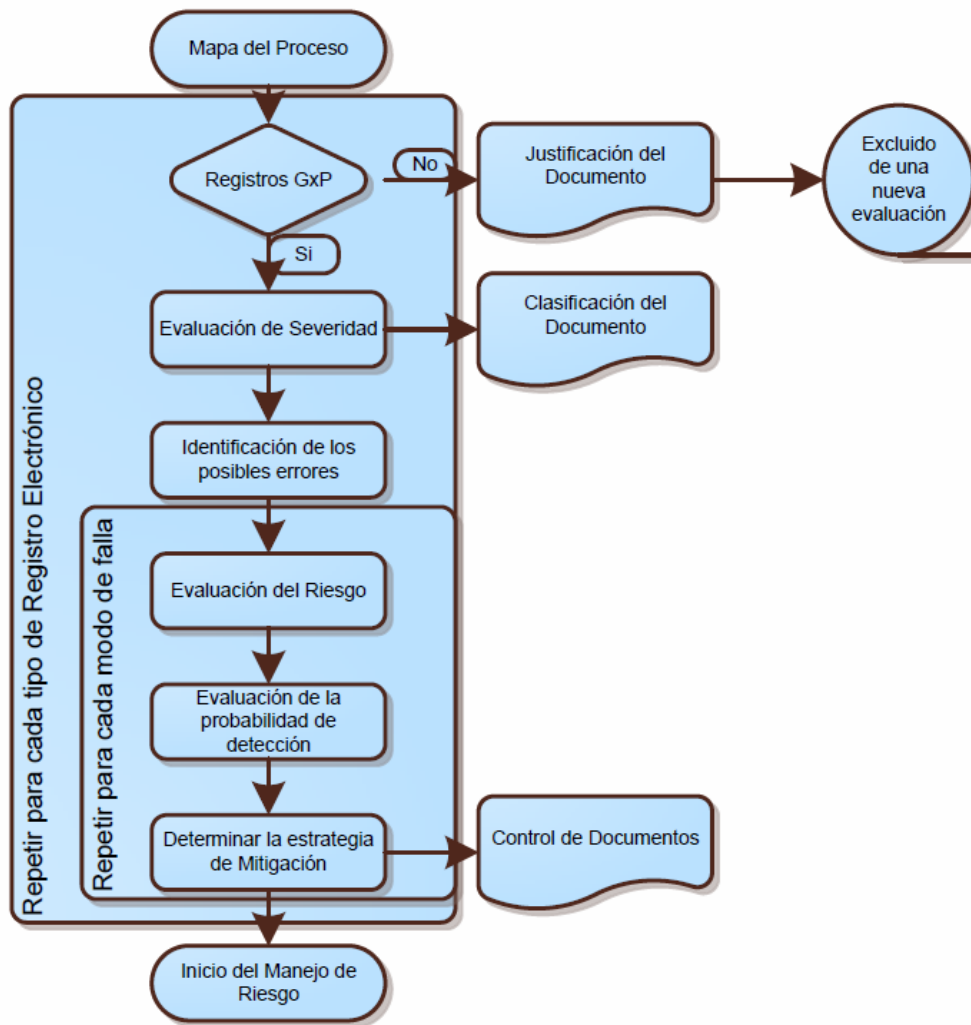 Mapa del Proceso
Registros GxP
No
Justificación del
Documento
Excluido
de una
nueva
evaluación
Si
Evaluación de Severidad
Clasificación del
Documento
Identificación de los
posibles errores
Repetir para cada tipo de Registro Electrónico
Repetir para cada modo de falla
Evaluación del Riesgo
Evaluación de la
probabilidad de
detección
Determinar la estrategia
de Mitigación
Control de Documentos
Inicio del Manejo de
Riesgo